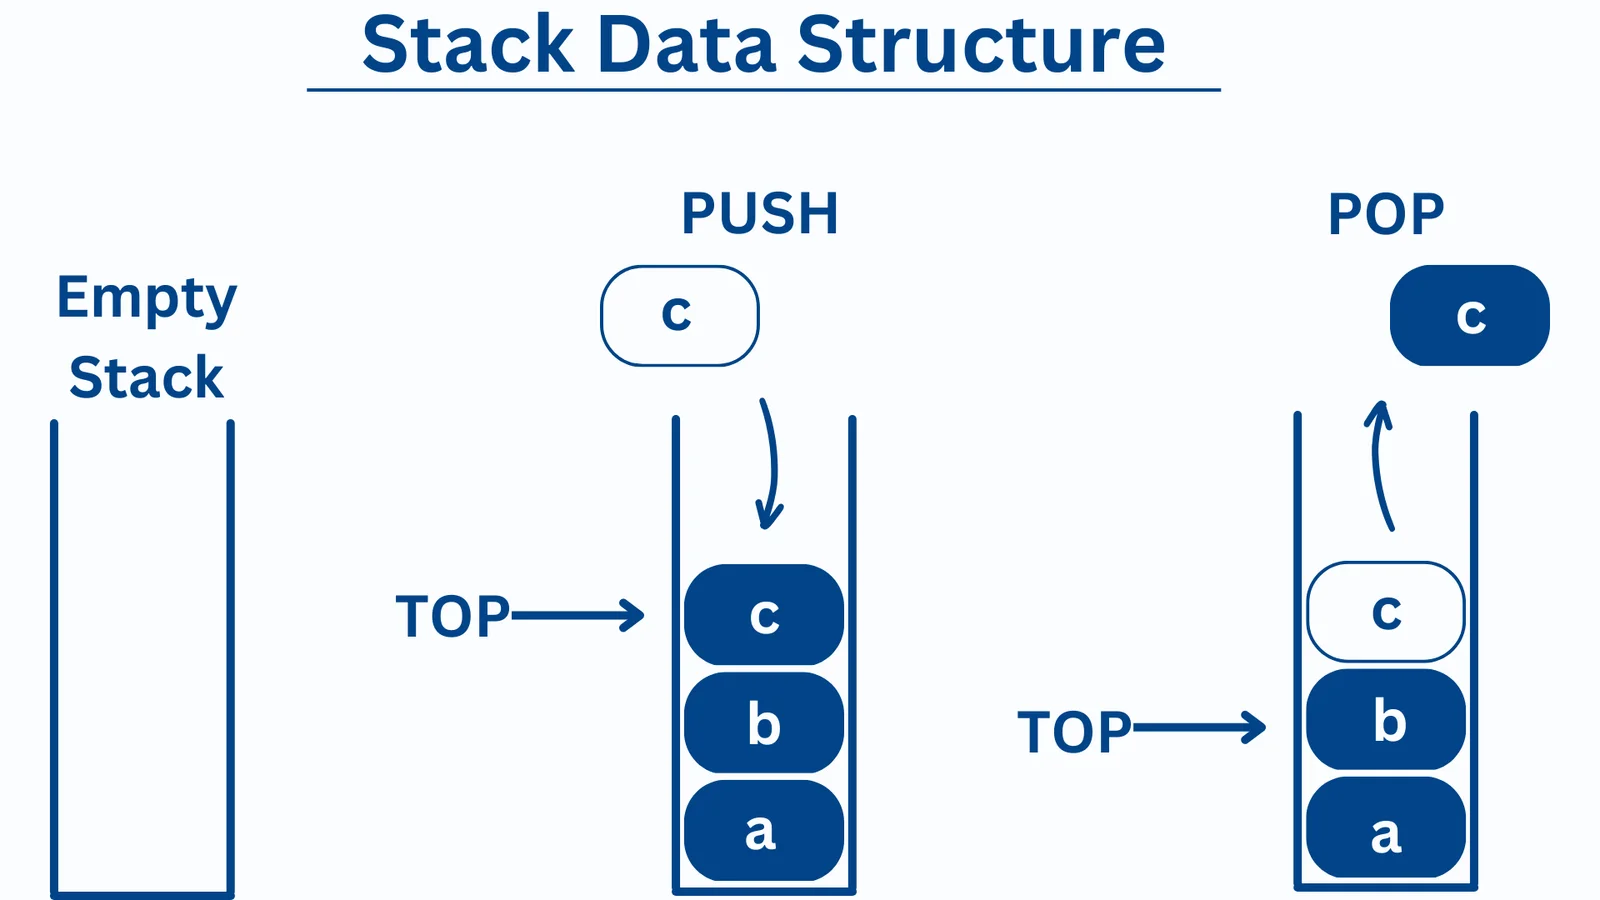 Stack Data Structure
PUSH
POP
Empty
Stack
c
c
TOP
c
b
a
TOP
c
b
a